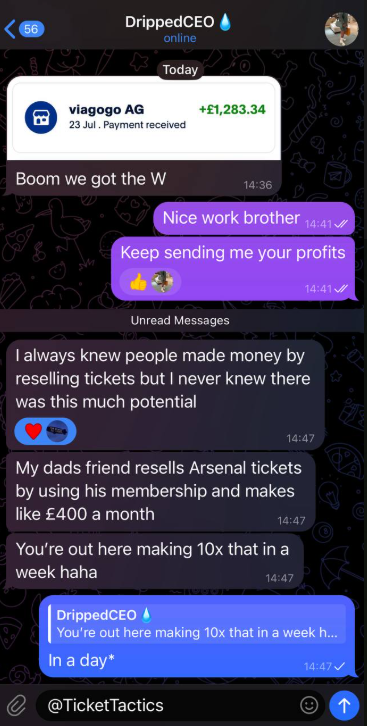 56
DrippedCEO💧
online
Today
viagogo AG
+£1,283.34
23 Jul . Payment received
Boom we got the W
14:36
Nice work brother
14:41
Keep sending me your profits
14:41
Unread Messages
I always knew people made money by
reselling tickets but I never knew there
was this much potential
14:47
My dads friend resells Arsenal tickets
by using his membership and makes
like £400 a month
14:47
You're out here making 10x that in a
week haha
14:47
DrippedCEO💧
You're out here making 10x that in a week h...
In a day*
14:47
@TicketTactics